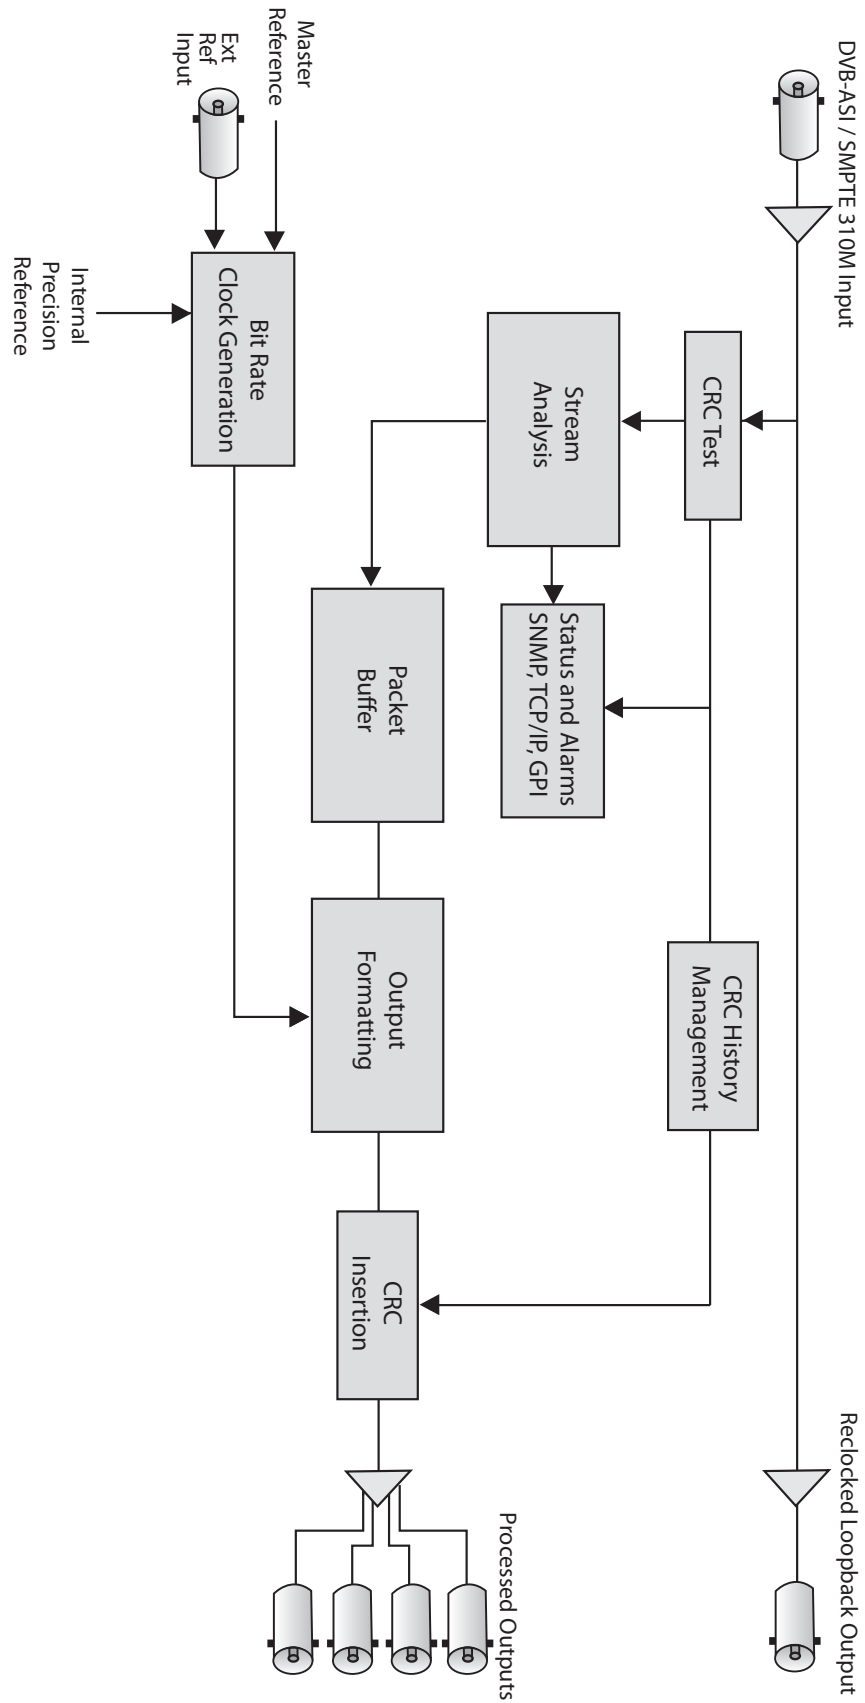 DVB-ASI / SMPTE 310M Input
Reclocked Loopback Output
CRC Test
CRC History
Management
Stream
Analysis
Status and Alarms
SNMP, TCP/IP, GPI
Packet
Buffer
Output
Formatting
CRC
Insertion
Processed Outputs
Master
Reference
Ext
Ref
Input
Bit Rate
Clock Generation
Internal
Precision
Reference